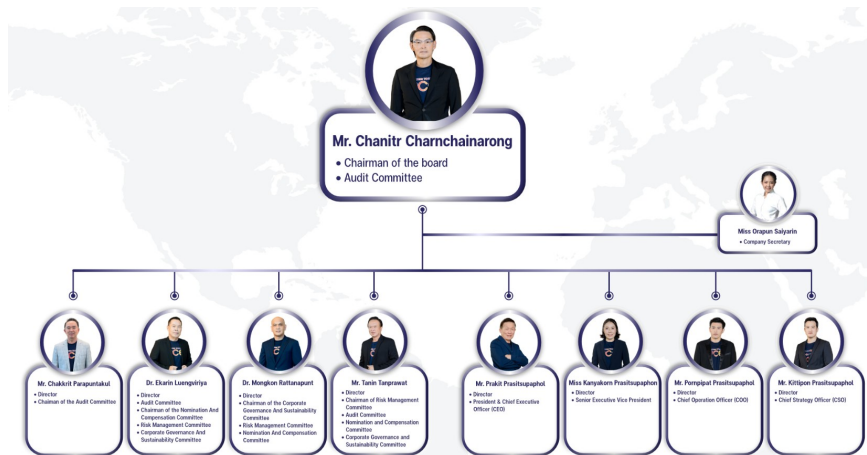 Mr. Chanitr Charnchainarong
• Chairman of the board
• Audit Committee
Miss Orapun Saiyarin
• Company Secretary
Mr. Chakkrit Parapuntakul
• Director
• Chaiman of the Audit Committee
Dr. Ekarin Luengviriya
• Director
• Audit Committee
• Chairman of the Nomination And
Compensation Committee
• Risk Management Committee
• Corporate Governance And
Sustainability Committee
Dr. Mongkon Rattanapunt
• Director
• Chairman of the Corporate
Governance and Sustainability
Committee
• Risk Management Committee
• Nomination And Compensation
Committee
Mr. Tanin Tanprawat
• Director
• Chairman of Risk Management
Committee
• Audit Committee
• Nomination and Compensation
Committee
• Corporate Governance and
Sustainability Committee
Mr. Prakit Prasitsupaphol
• Director
• President & Chief Executive
Officer (CEO)
Miss Kanyakorn Prasitsupaphon
• Director
• Senior Executive Vice President
Mr. Pornpipat Prasitsupaphol
• Director
• Chief Operation Officer (COO)
Mr. Kittipon Prasitsupaphol
• Director
• Chief Strategy Officer (CSO)